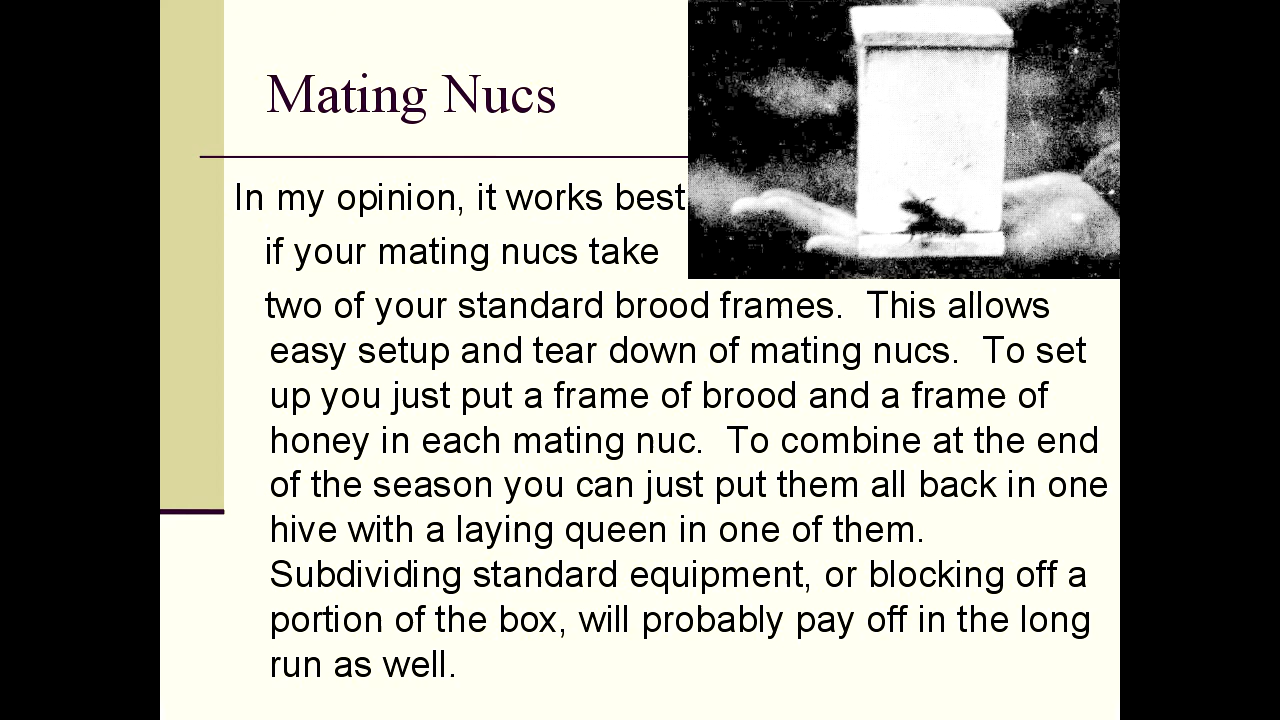 Mating Nucs
In my opinion, it works best
if your mating nucs take
two of your standard brood frames.  This allows
easy setup and tear down of mating nucs.  To set
up you just put a frame of brood and a frame of
honey in each mating nuc.  To combine at the end
of the season you can just put them all back in one
hive with a laying queen in one of them.
Subdividing standard equipment, or blocking off a
portion of the box, will probably pay off in the long
run as well.